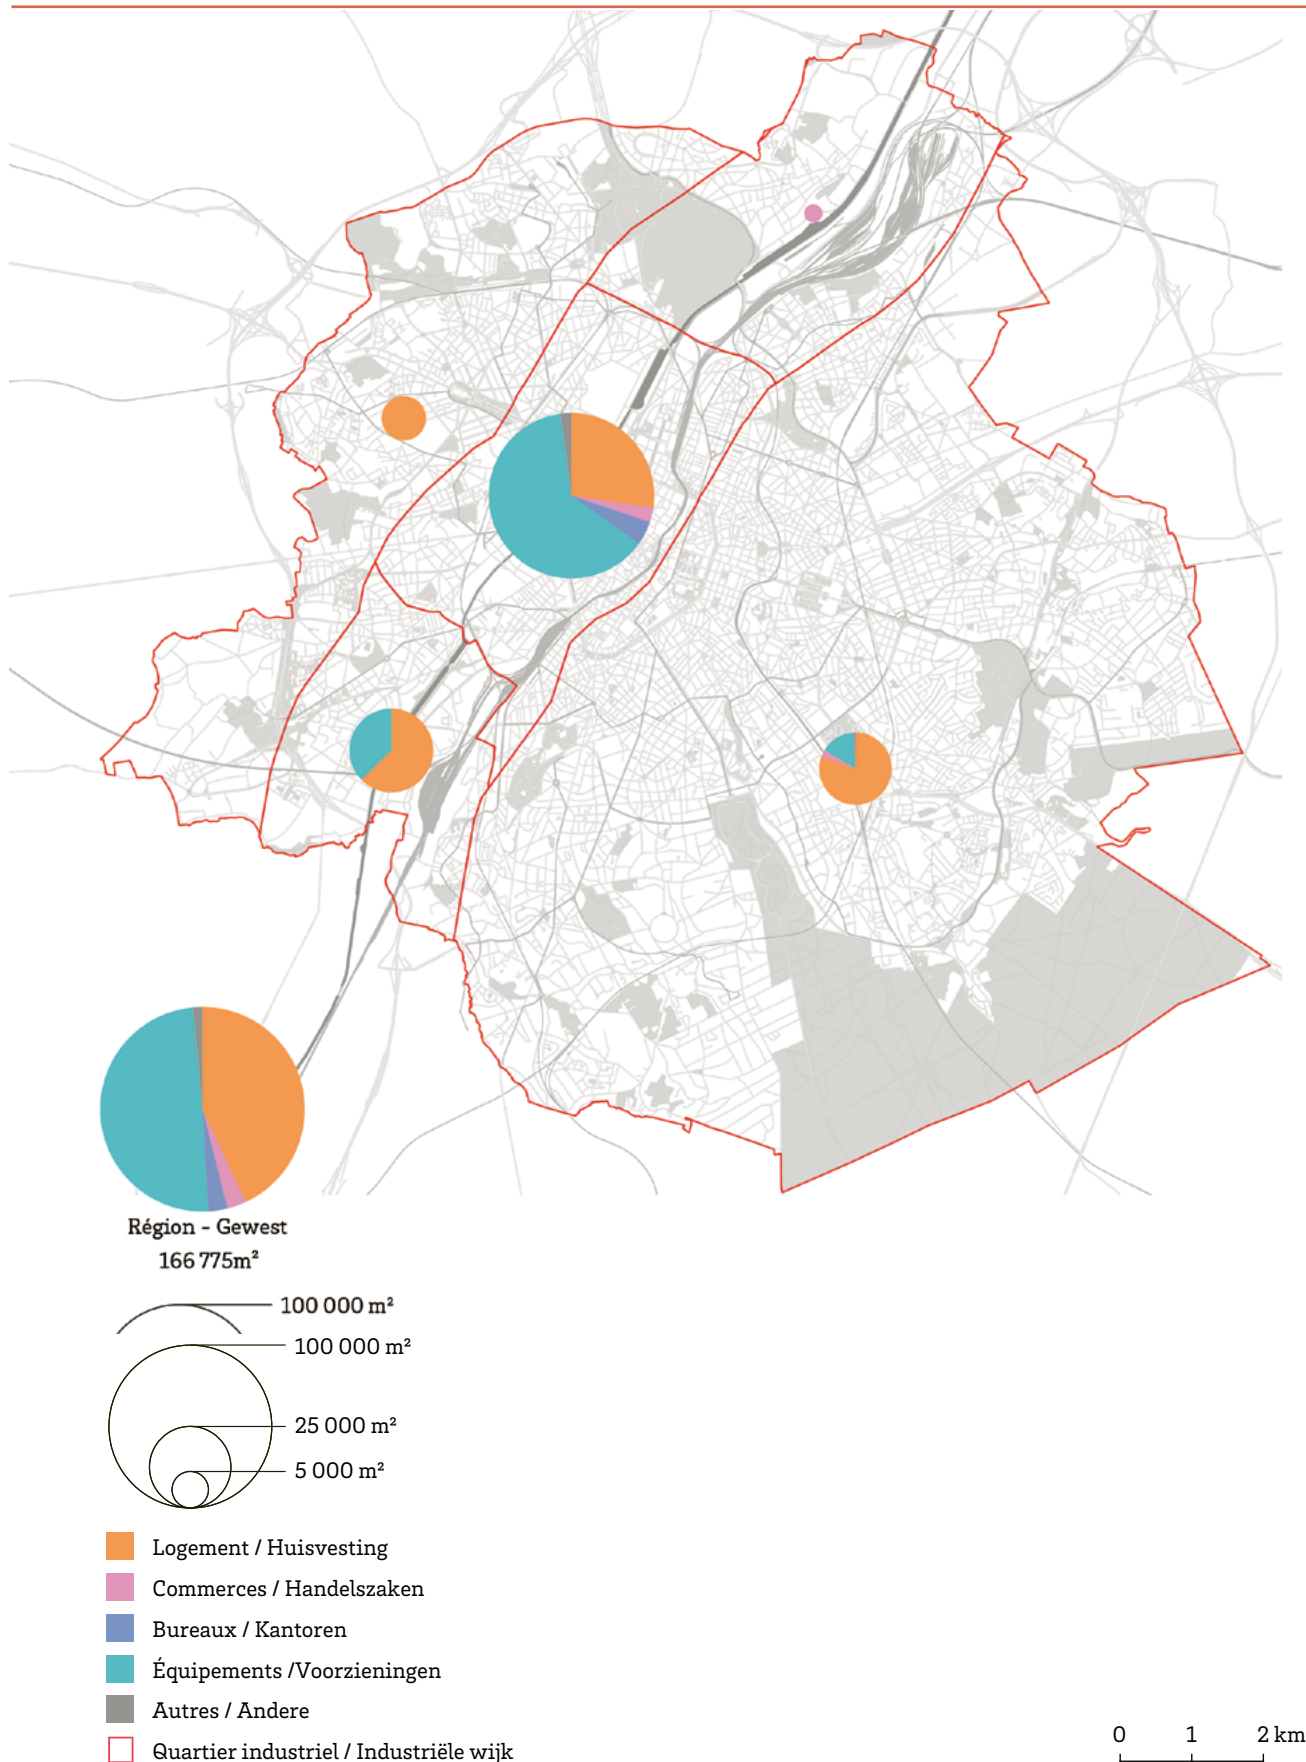 Région - Gewest
166 775m²
100 000 m²
100 000 m²
25 000 m²
5 000 m²
Logement / Huisvesting
Commerces / Handelszaken
Bureaux / Kantoren
Équipements /Voorzieningen
Autres / Andere
Quartier industriel / Industriële wijk
0 1 2 km